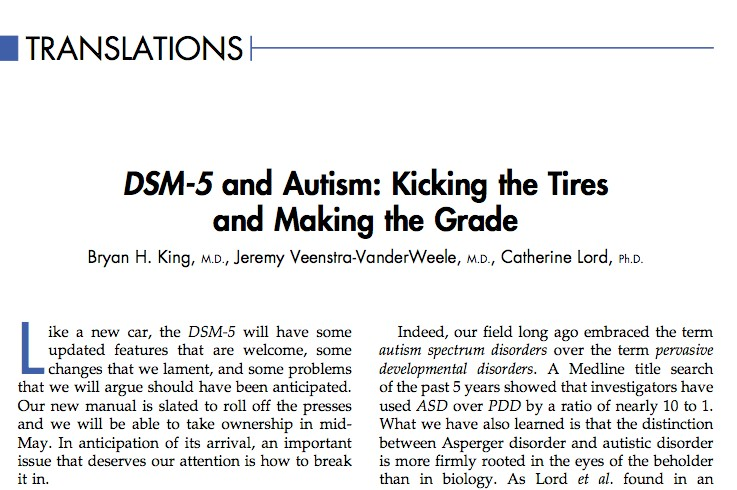 TRANSLATIONS
DSM-5 and Autism: Kicking the Tires
and Making the Grade
Bryan H. King, M.D., Jeremy Veenstra-VanderWeele, M.D., Catherine Lord, Ph.D.
Like a new car, the DSM-5 will have some
updated features that are welcome, some
changes that we lament, and some problems
that we will argue should have been anticipated.
Our new manual is slated to roll off the presses
and we will be able to take ownership in mid-
May. In anticipation of its arrival, an important
issue that deserves our attention is how to break
it in.
Indeed, our field long ago embraced the term
autism spectrum disorders over the term pervasive
developmental disorders. A Medline title search
of the past 5 years showed that investigators have
used ASD over PDD by a ratio of nearly 10 to 1.
What we have also learned is that the distinction
between Asperger disorder and autistic disorder
is more firmly rooted in the eyes of the beholder
than in biology. As Lord et al. found in an